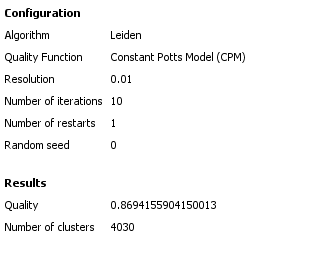 Configuration
Algorithm Leiden
Quality Function Constant Potts Model (CPM)
Resolution 0.01
Number of iterations 10
Number of restarts 1
Random seed 0
Results
Quality 0.8694155904150013
Number of clusters 4030